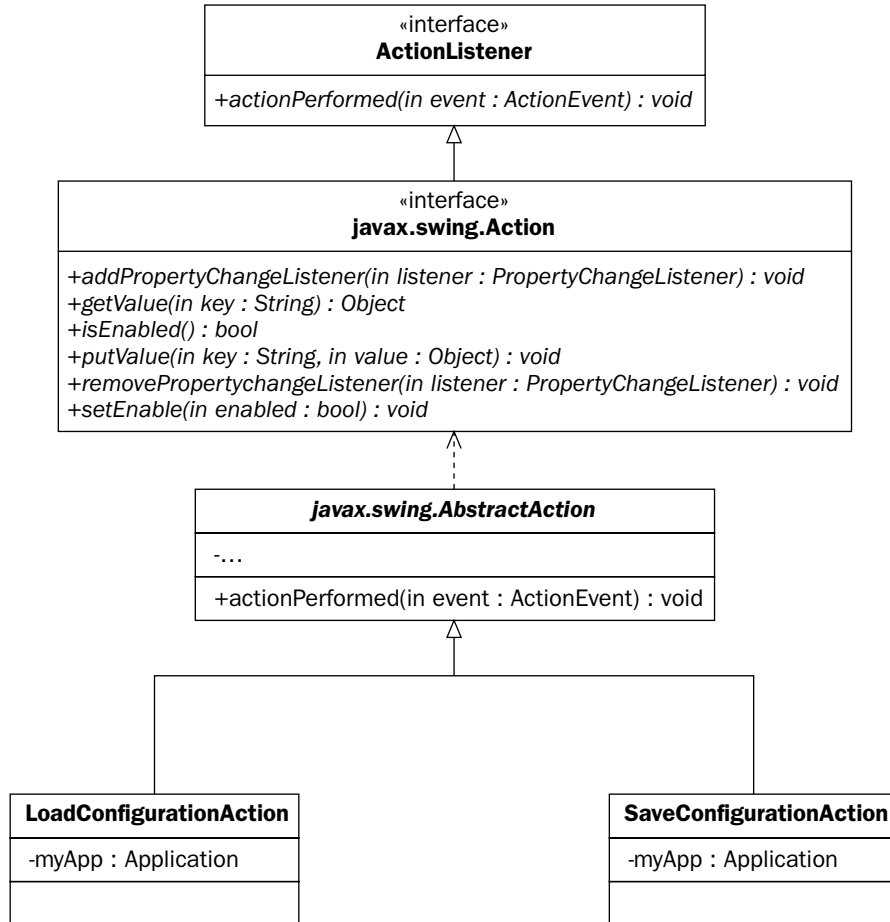 «interface»
ActionListener
+actionPerformed(in event : ActionEvent) : void
«interface»
javax.swing.Action
+addPropertyChangeListener(in listener : PropertyChangeListener) : void
+getValue(in key : String) : Object
+isEnabled() : bool
+putValue(in key : String, in value : Object) : void
+removePropertychangeListener(in listener : PropertyChangeListener) : void
+setEnable(in enabled : bool) : void
javax.swing.AbstractAction
-...
+actionPerformed(in event : ActionEvent) : void
LoadConfigurationAction
-myApp : Application
SaveConfigurationAction
-myApp : Application